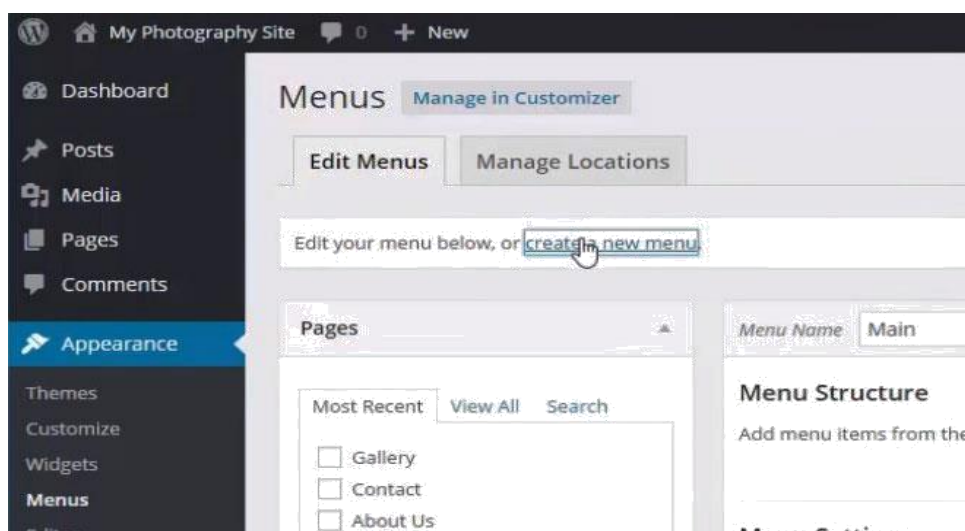 My Photography Site 0 + New
Dashboard
Posts
Media
Pages
Comments
Appearance
Themes
Customize
Widgets
Menus
Menus Manage in Customizer
Edit Menus Manage Locations
Edit your menu below, or create a new menu.
Pages
Most Recent View All Search
Gallery
Contact
About Us
Menu Name Main
Menu Structure
Add menu items from the